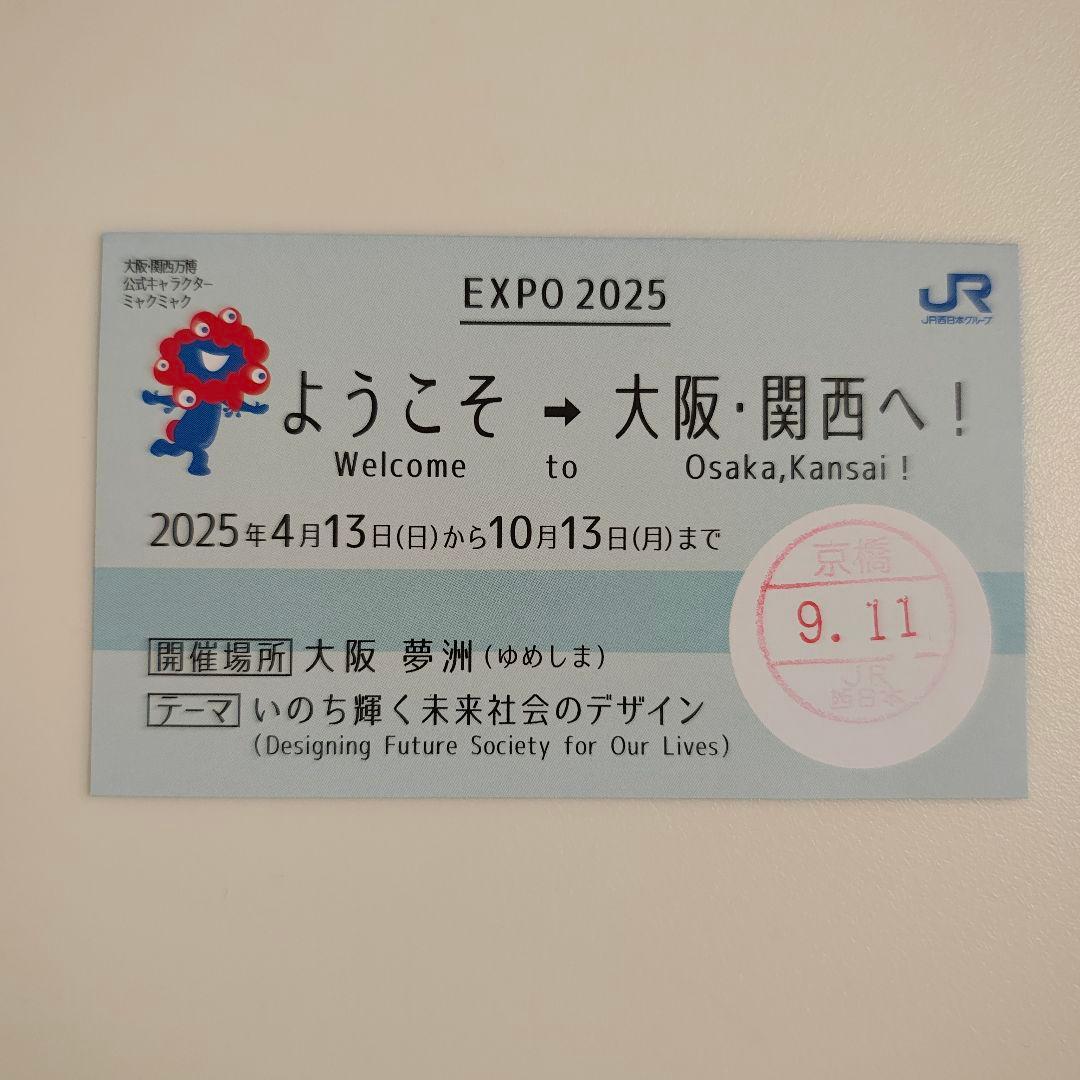 大阪・関西万博
公式キャラクター
ミャクミャク
EXPO 2025
JR
JR西日本グループ
ようこそ → 大阪・関西へ!
Welcome to Osaka,Kansai !
2025年4月13日(日)から10月13日(月)まで
開催場所 大阪 夢洲 (ゆめしま)
テーマ いのち輝く未来社会のデザイン
(Designing Future Society for Our Lives)
京橋
9. 11
JR
西日本